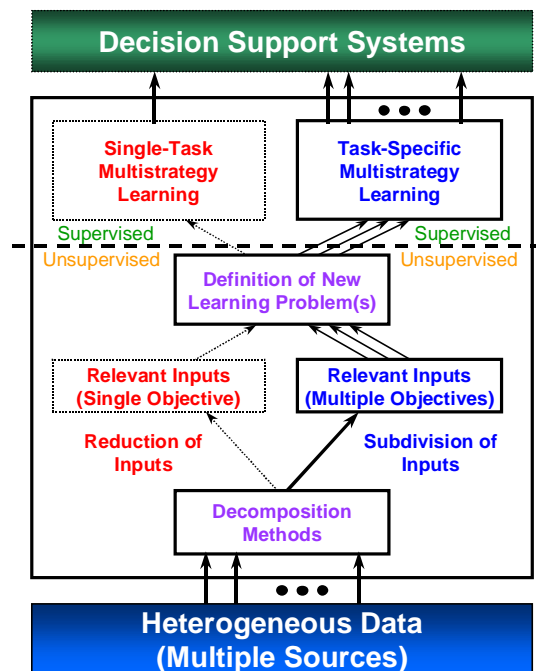 Decision Support Systems
Single-Task
Multistrategy
Learning
Task-Specific
Multistrategy
Learning
Supervised
Supervised
Unsupervised
Unsupervised
Definition of New
Learning Problem(s)
Relevant Inputs
(Single Objective)
Relevant Inputs
(Multiple Objectives)
Reduction of
Inputs
Subdivision of
Inputs
Decomposition
Methods
Heterogeneous Data
(Multiple Sources)